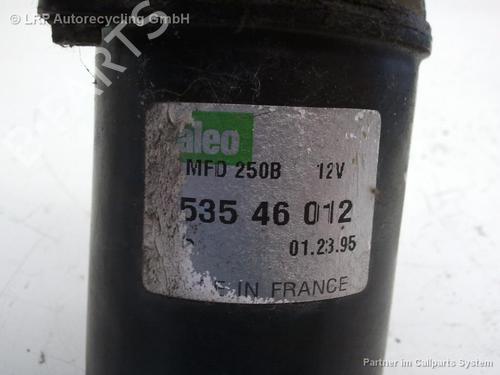 © LRP Autorecycling GmbH
PARTS
aleo
MFD 250B 12V
535 46 012
01.23.95
E IN FRANCE
Partner im Callparts System